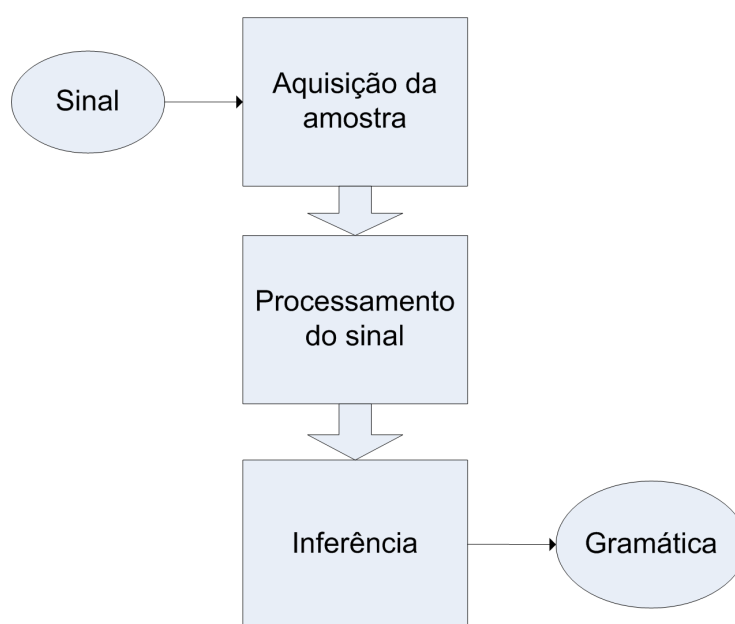 Sinal
Aquisição da
amostra
Processamento
do sinal
Inferência
Gramática